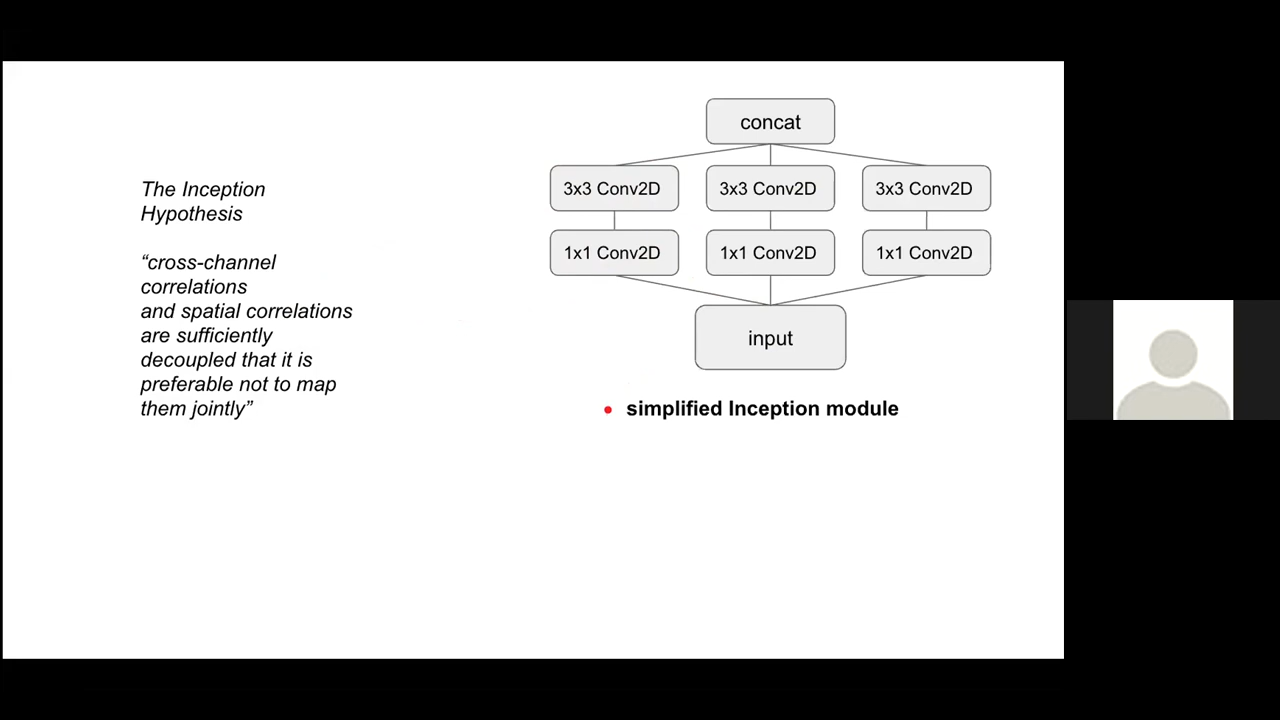 The Inception
Hypothesis
“cross-channel
correlations
and spatial correlations
are sufficiently
decoupled that it is
preferable not to map
them jointly”
concat
3x3 Conv2D
3x3 Conv2D
3x3 Conv2D
1x1 Conv2D
1x1 Conv2D
1x1 Conv2D
input
simplified Inception module